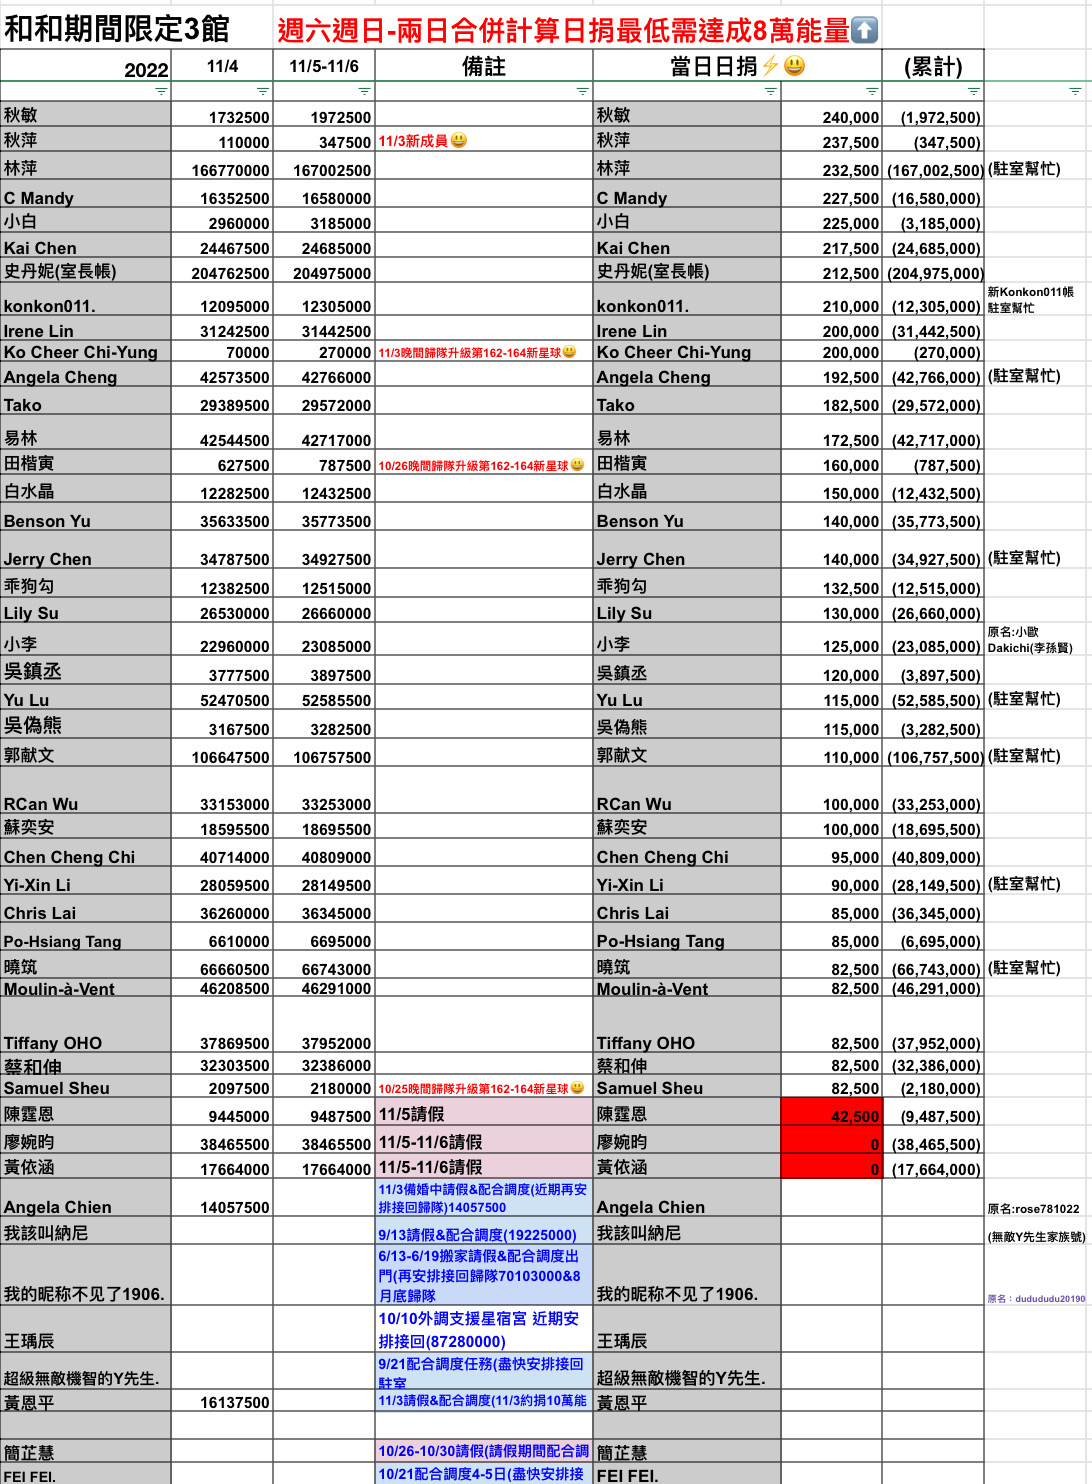 和和期間限定3館 週六週日-兩日合併計算日捐最低需達成8萬能量⬆️
2022 11/4 11/5-11/6 備註 當日日捐⚡😃 (累計)
秋敏 1732500 1972500 秋敏 240,000 (1,972,500)
秋萍 110000 347500 11/3新成員😃 秋萍 237,500 (347,500)
林萍 166770000 167002500 林萍 232,500 (167,002,500) (駐室幫忙)
C Mandy 16352500 16580000 C Mandy 227,500 (16,580,000)
小白 2960000 3185000 小白 225,000 (3,185,000)
Kai Chen 24467500 24685000 Kai Chen 217,500 (24,685,000)
史丹妮(室長帳) 204762500 204975000 史丹妮(室長帳) 212,500 (204,975,000)
konkon011. 12095000 12305000 konkon011. 210,000 (12,305,000) 新Konkon011帳
駐室幫忙
Irene Lin 31242500 31442500 Irene Lin 200,000 (31,442,500)
Ko Cheer Chi-Yung 70000 270000 11/3晚間歸隊升級第162-164新星球😃 Ko Cheer Chi-Yung 200,000 (270,000)
Angela Cheng 42573500 42766000 Angela Cheng 192,500 (42,766,000) (駐室幫忙)
Tako 29389500 29572000 Tako 182,500 (29,572,000)
易林 42544500 42717000 易林 172,500 (42,717,000)
田楷寅 627500 787500 10/26晚間歸隊升級第162-164新星球😃 田楷寅 160,000 (787,500)
白水晶 12282500 12432500 白水晶 150,000 (12,432,500)
Benson Yu 35633500 35773500 Benson Yu 140,000 (35,773,500)
Jerry Chen 34787500 34927500 Jerry Chen 140,000 (34,927,500) (駐室幫忙)
乖狗勾 12382500 12515000 乖狗勾 132,500 (12,515,000)
Lily Su 26530000 26660000 Lily Su 130,000 (26,660,000)
小李 22960000 23085000 小李 125,000 (23,085,000) 原名:小歐
Dakichi(李孫賢)
吳鎮丞 3777500 3897500 吳鎮丞 120,000 (3,897,500)
Yu Lu 52470500 52585500 Yu Lu 115,000 (52,585,500) (駐室幫忙)
吳偽熊 3167500 3282500 吳偽熊 115,000 (3,282,500)
郭献文 106647500 106757500 郭献文 110,000 (106,757,500) (駐室幫忙)
RCan Wu 33153000 33253000 RCan Wu 100,000 (33,253,000)
蘇奕安 18595500 18695500 蘇奕安 100,000 (18,695,500)
Chen Cheng Chi 40714000 40809000 Chen Cheng Chi 95,000 (40,809,000)
Yi-Xin Li 28059500 28149500 Yi-Xin Li 90,000 (28,149,500) (駐室幫忙)
Chris Lai 36260000 36345000 Chris Lai 85,000 (36,345,000)
Po-Hsiang Tang 6610000 6695000 Po-Hsiang Tang 85,000 (6,695,000)
曉筑 66660500 66743000 曉筑 82,500 (66,743,000) (駐室幫忙)
Moulin-à-Vent 46208500 46291000 Moulin-à-Vent 82,500 (46,291,000)
Tiffany OHO 37869500 37952000 Tiffany OHO 82,500 (37,952,000)
蔡和伸 32303500 32386000 蔡和伸 82,500 (32,386,000)
Samuel Sheu 2097500 2180000 10/25晚間歸隊升級第162-164新星球😃 Samuel Sheu 82,500 (2,180,000)
陳霆恩 9445000 9487500 11/5請假 陳霆恩 42,500 (9,487,500)
廖婉昀 38465500 38465500 11/5-11/6請假 廖婉昀 0 (38,465,500)
黃依涵 17664000 17664000 11/5-11/6請假 黃依涵 0 (17,664,000)
11/3備婚中請假&配合調度(近期再安
Angela Chien 14057500 排接回歸隊)14057500 Angela Chien 原名:rose781022
我該叫納尼 9/13請假&配合調度(19225000) 我該叫納尼 (無敵Y先生家族號)
6/13-6/19搬家請假&配合調度出
門(再安排接回歸隊70103000&8
我的昵称不见了1906. 月底歸隊 我的昵称不见了1906. 原名：dudududu20190
10/10外調支援星宿宮 近期安
王瑀辰 排接回(87280000) 王瑀辰
9/21配合調度任務(盡快安排接回
超級無敵機智的Y先生. 駐室 超級無敵機智的Y先生.
黃恩平 16137500 11/3請假&配合調度(11/3約捐10萬能 黃恩平
簡芷慧 10/26-10/30請假(請假期間配合調 簡芷慧
FEI FEI. 10/21配合調度4-5日(盡快安排接 FEI FEI.